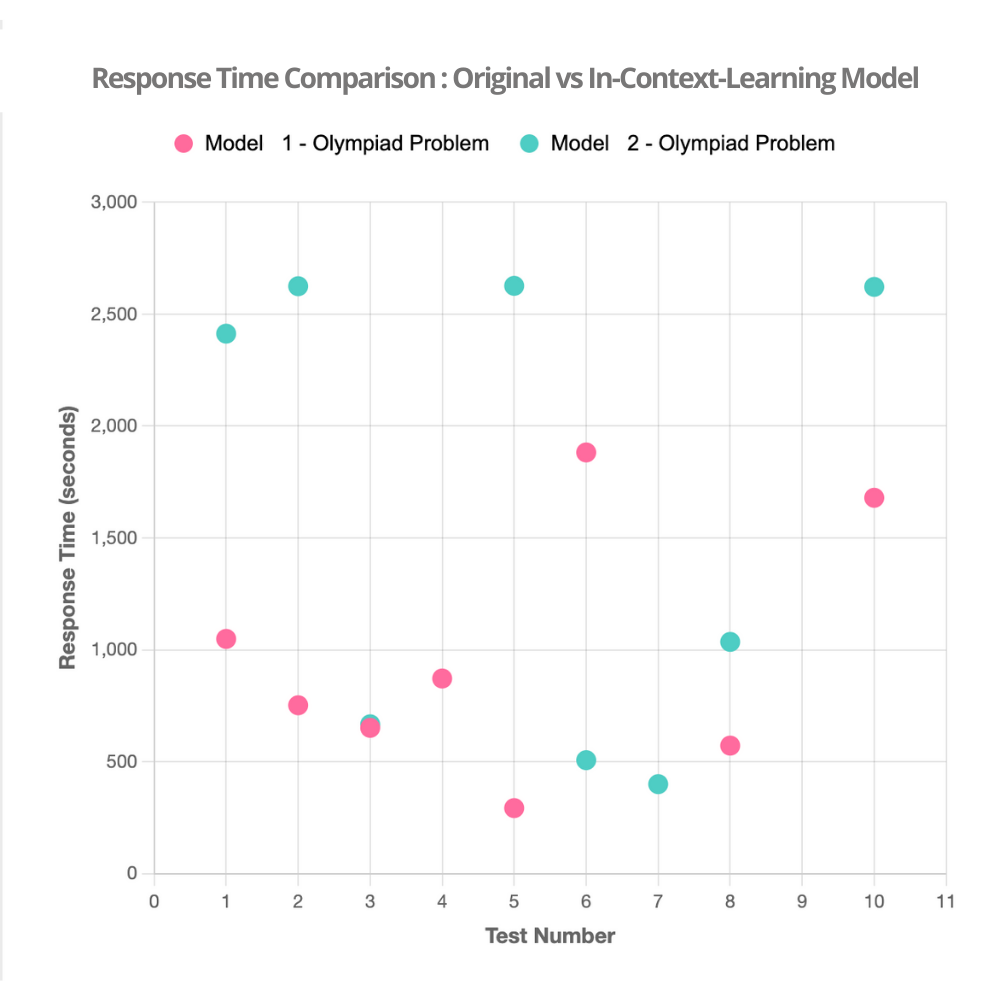 Response Time Comparison : Original vs In-Context-Learning Model
Model 1 - Olympiad Problem Model 2 - Olympiad Problem
3,000
2,500
2,000
1,500
1,000
500
0
Response Time (seconds)
0 1 2 3 4 5 6 7 8 9 10 11
Test Number